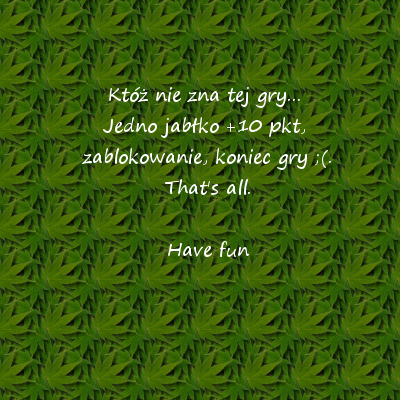 Któż nie zna tej gry...
Jedno jabłko +10 pkt,
zablokowanie, koniec gry ;(.
That's all.
Have fun